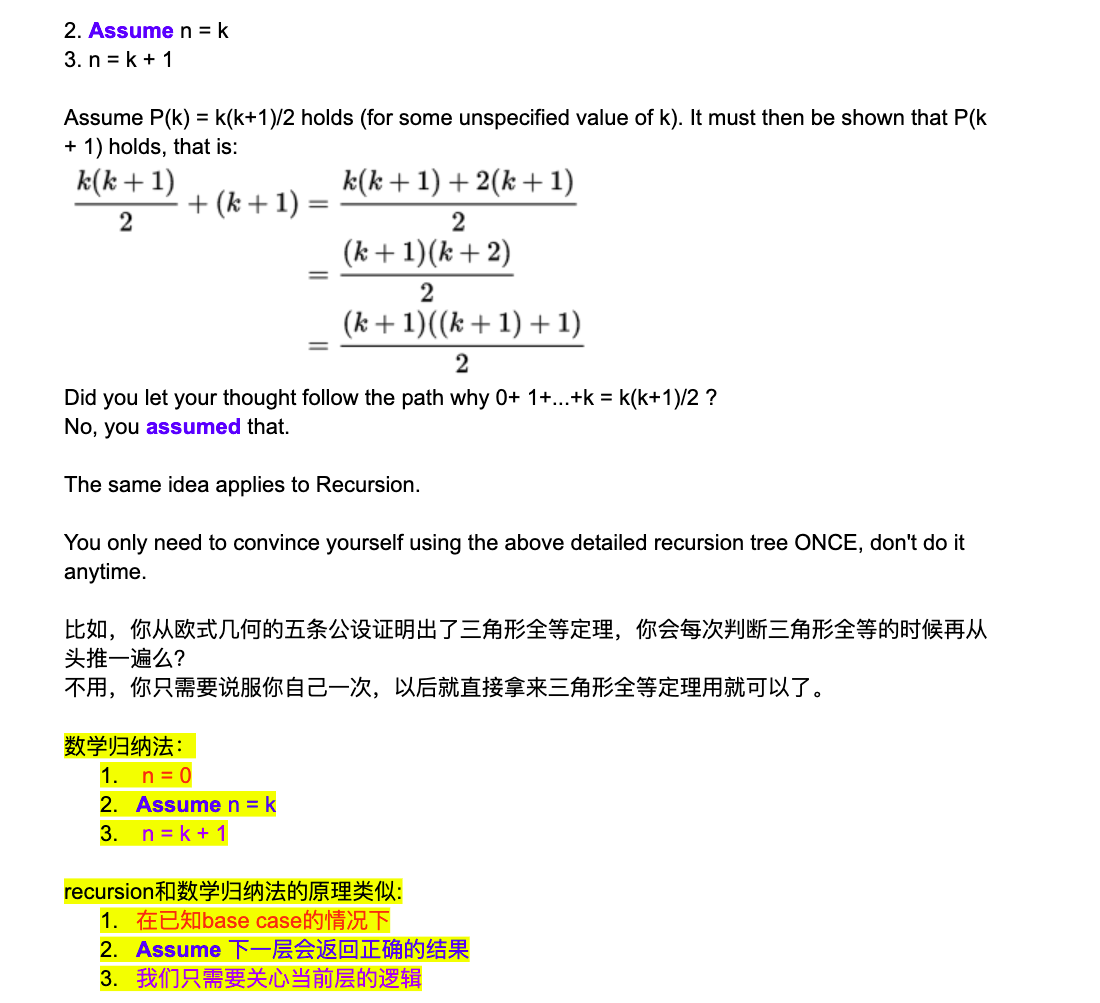 2. Assume n = k
3. n = k + 1
Assume P(k) = k(k+1)/2 holds (for some unspecified value of k). It must then be shown that P(k
+ 1) holds, that is:
k(k + 1)/2 + (k + 1) = (k(k + 1) + 2(k + 1))/2
= ((k + 1)(k + 2))/2
= ((k + 1)((k + 1) + 1))/2
Did you let your thought follow the path why 0+ 1+...+k = k(k+1)/2 ?
No, you assumed that.
The same idea applies to Recursion.
You only need to convince yourself using the above detailed recursion tree ONCE, don't do it
anytime.
比如，你从欧式几何的五条公设证明出了三角形全等定理，你会每次判断三角形全等的时候再从
头推一遍么?
不用，你只需要说服你自己一次，以后就直接拿来三角形全等定理用就可以了。
数学归纳法：
1. n = 0
2. Assume n = k
3. n = k + 1
recursion和数学归纳法的原理类似:
1. 在已知base case的情况下
2. Assume 下一层会返回正确的结果
3. 我们只需要关心当前层的逻辑